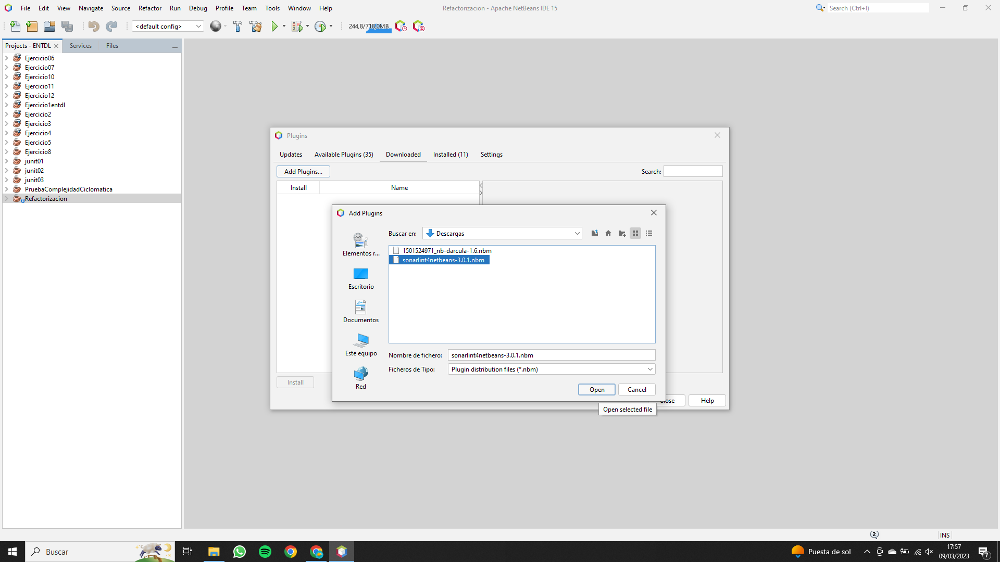 File Edit View Navigate Source Refactor Run Debug Profile Team Tools Window Help
Refactorizacion - Apache NetBeans IDE 15
Search (Ctrl+I)
<default config>
244,8/718,0MB
Projects - ENTDL
Services
Files
Ejercicio06
Ejercicio07
Ejercicio10
Ejercicio11
Ejercicio12
Ejercicio1entdl
Ejercicio2
Ejercicio3
Ejercicio4
Ejercicio5
Ejercicio8
junit01
junit02
junit03
PruebaComplejidadCiclomatica
Refactorizacion
Plugins
Updates
Available Plugins (35)
Downloaded
Installed (11)
Settings
Add Plugins...
Search:
Install
Name
Add Plugins
Buscar en:
Descargas
Elementos r...
Escritorio
Documentos
Este equipo
Red
1501524971_nb-darcula-1.6.nbm
sonarlint4netbeans-3.0.1.nbm
Nombre de fichero:
sonarlint4netbeans-3.0.1.nbm
Ficheros de Tipo:
Plugin distribution files (*.nbm)
Open
Cancel
Install
Help
Open selected file
2
INS
Buscar
Puesta de sol
17:57
09/03/2023
7